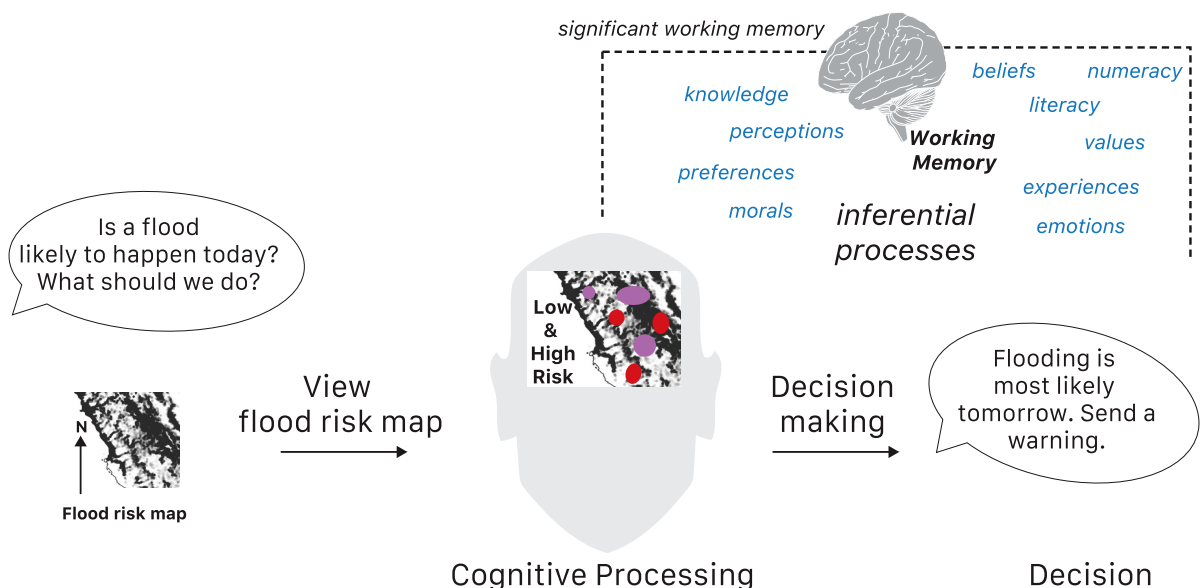 significant working memory
knowledge
perceptions
preferences
morals
Working
Memory
inferential
processes
beliefs
numeracy
literacy
values
experiences
emotions
Is a flood
likely to happen today?
What should we do?
N
Flood risk map
View
flood risk map
Low
&
High
Risk
Cognitive Processing
Decision
making
Flooding is
most likely
tomorrow. Send a
warning.
Decision